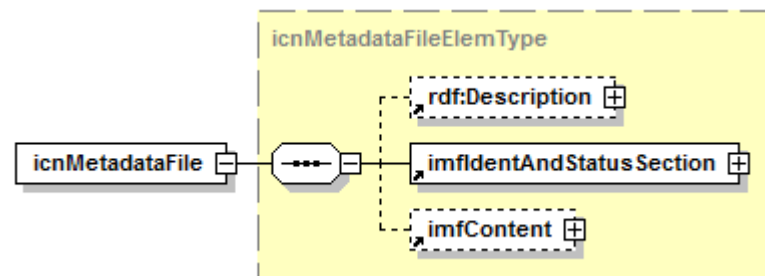 icnMetadataFileElemType
rdf:Description
icnMetadataFile
imfIdentAndStatusSection
imfContent